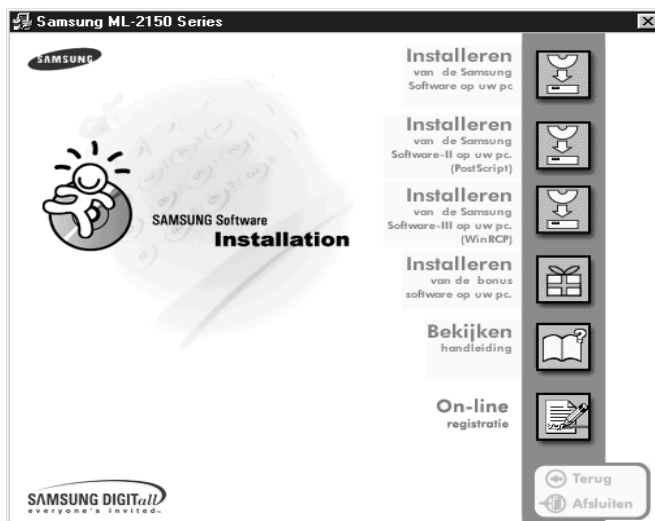 Samsung ML-2150 Series
SAMSUNG
Installeren
van de Samsung
Software op uw pc
Installeren
van de Samsung
Software-II op uw pc.
(PostScript)
SAMSUNG Software
Installation
Installeren
van de Samsung
Software-III op uw pc.
(WinRCP)
Installeren
van de bonus
software op uw pc.
Bekijken
handleiding
On-line
registratie
Terug
Afsluiten
SAMSUNG DIGITall
everyone's invited™